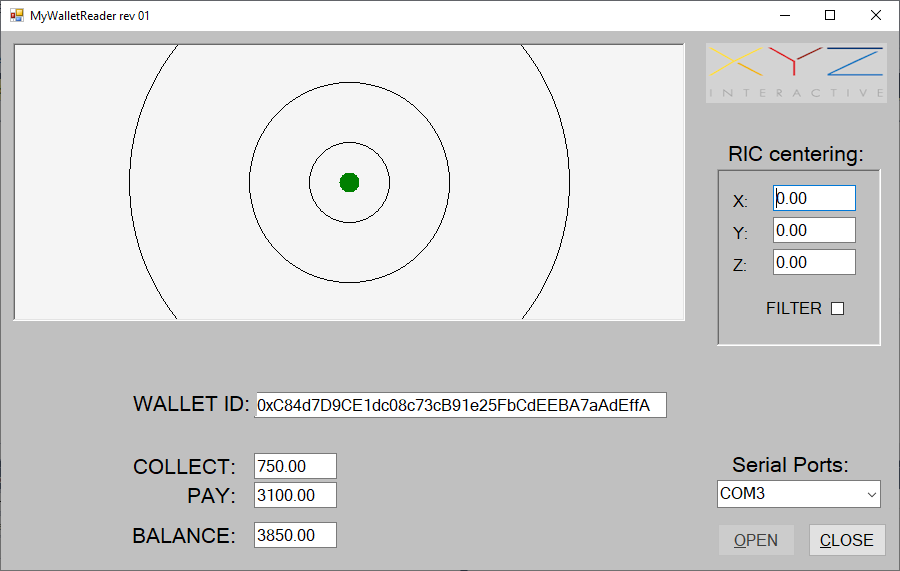 MyWalletReader rev 01
XYZ
INTERACTIVE
RIC centering:
X: 0.00
Y: 0.00
Z: 0.00
FILTER
WALLET ID: 0xC84d7D9CE1dc08c73cB91e25FbCdEEBA7aAdEffA
COLLECT: 750.00
PAY: 3100.00
BALANCE: 3850.00
Serial Ports:
COM3
OPEN CLOSE